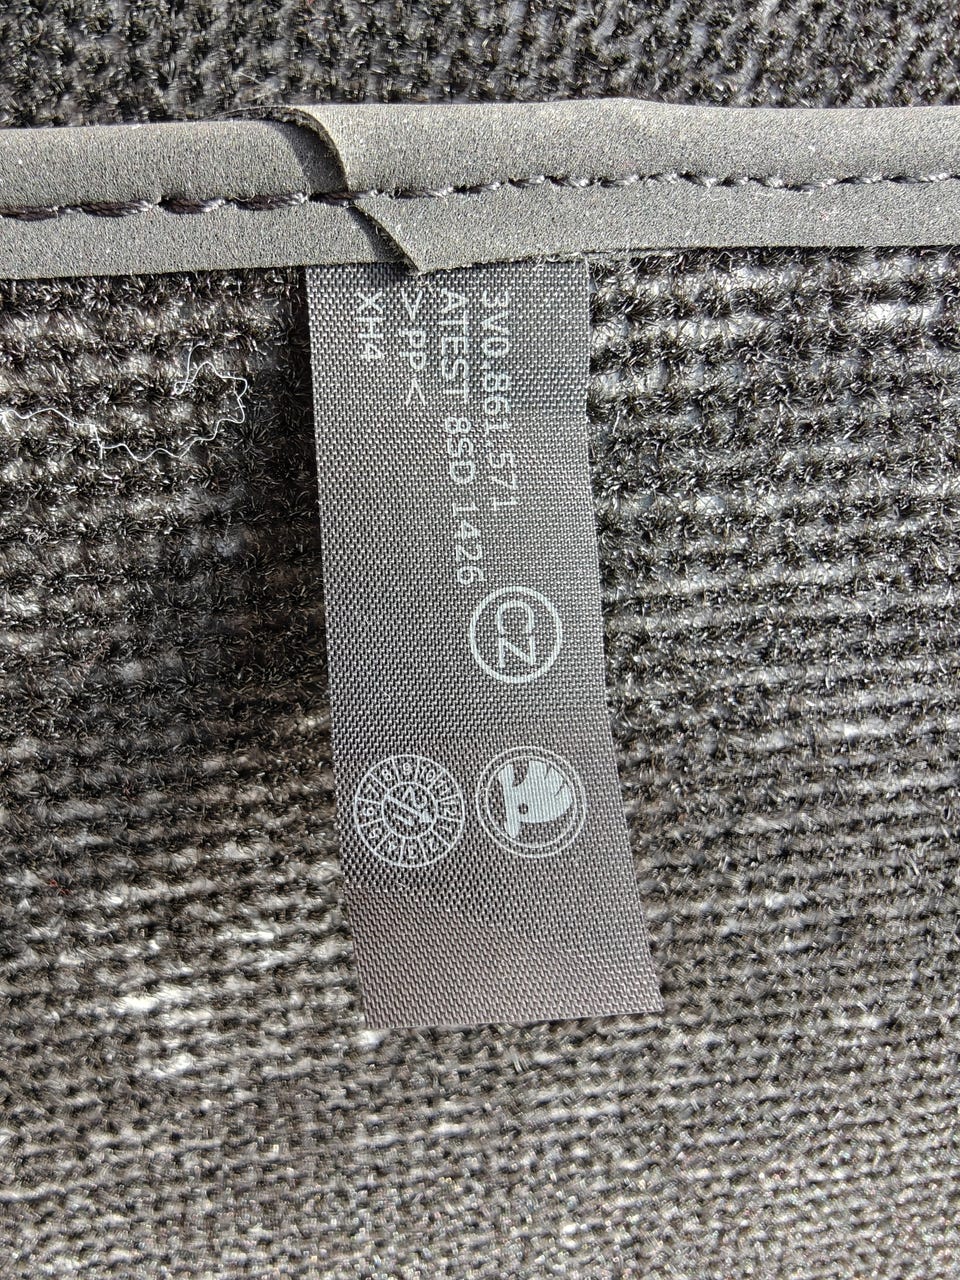 3V0.861.571
ATEST 8SD 1426
>PP<
XH4
CZ